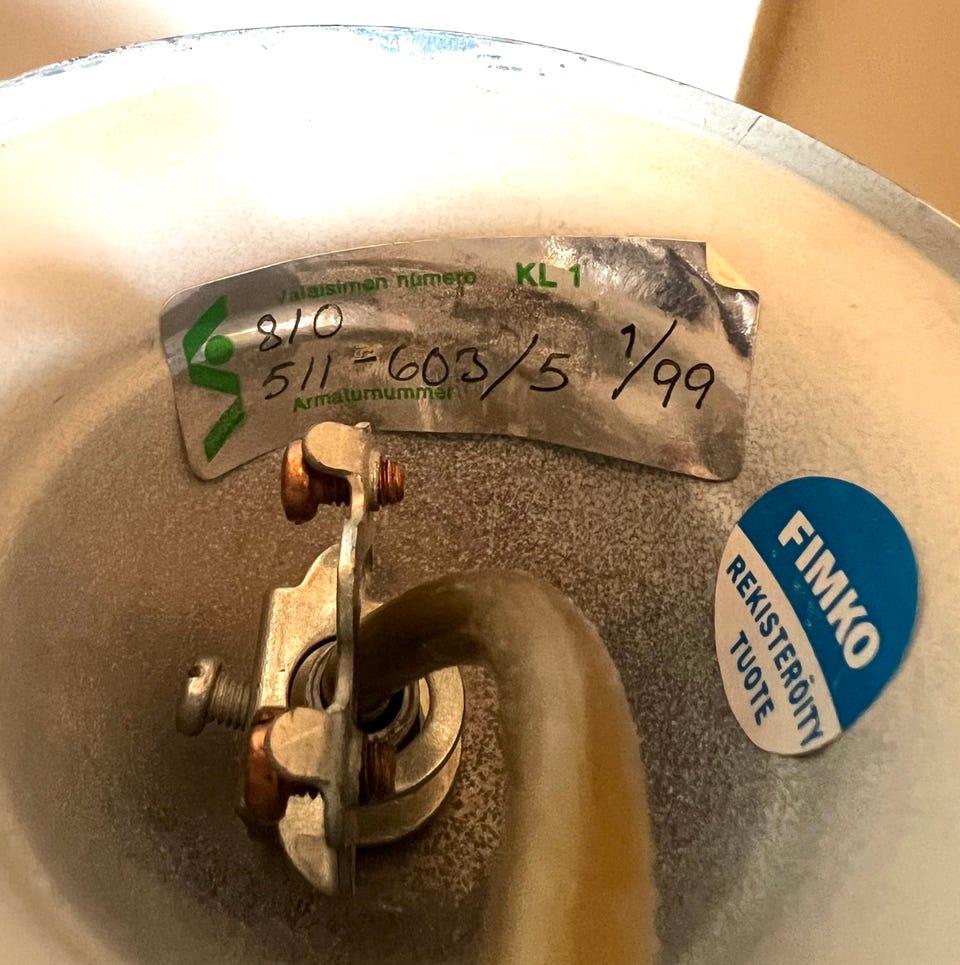 Valaisimen numero KL 1
810
511-603/5 1/99
Armaturnummer
FIMKO
REKISTERÖITY
TUOTE